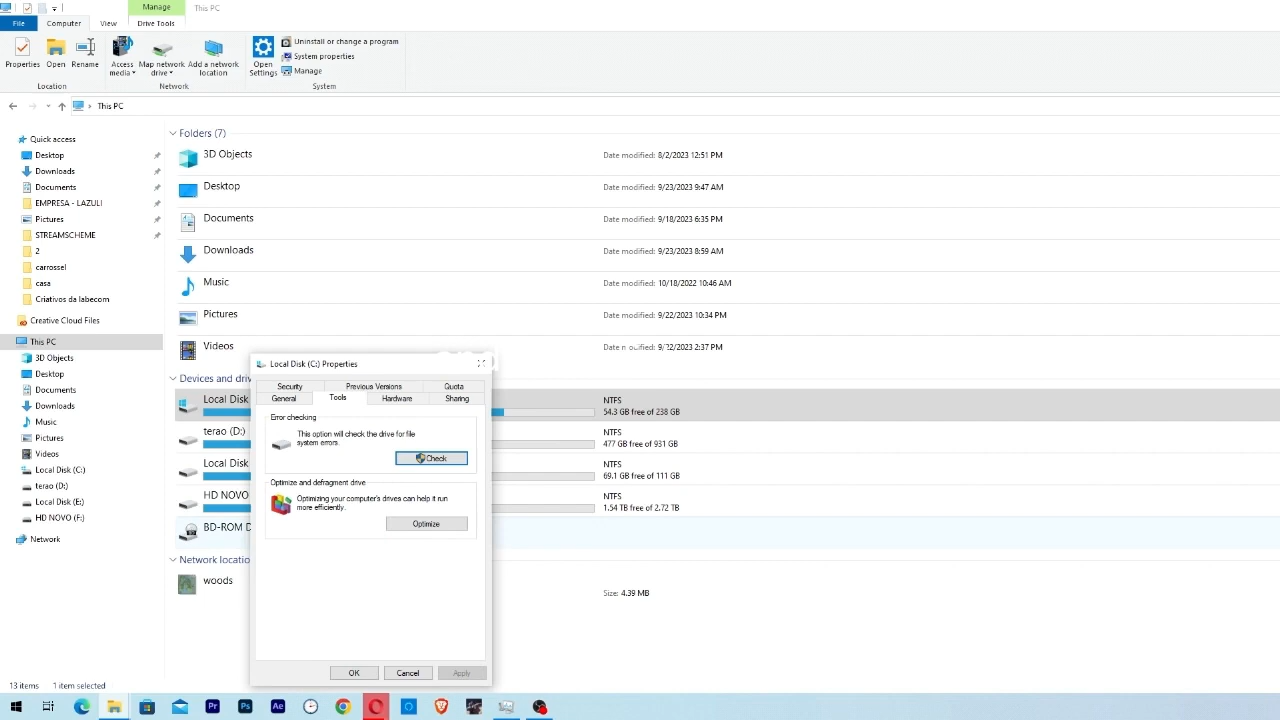 Manage
This PC
File
Computer
View
Drive Tools
Properties
Open
Rename
Access media
Map network drive
Add a network location
Open Settings
Uninstall or change a program
System properties
Manage
Location
Network
System
This PC
Quick access
Desktop
Downloads
Documents
EMPRESA - LAZULI
Pictures
STREAMSCHEME
2
carrossel
casa
Criativos da labecom
Creative Cloud Files
This PC
3D Objects
Desktop
Documents
Downloads
Music
Pictures
Videos
Local Disk (C:)
terao (D:)
Local Disk (E:)
HD NOVO (F:)
Network
Folders (7)
3D Objects
Date modified: 8/2/2023 12:51 PM
Desktop
Date modified: 9/23/2023 9:47 AM
Documents
Date modified: 9/18/2023 6:35 PM
Downloads
Date modified: 9/23/2023 8:59 AM
Music
Date modified: 10/18/2022 10:46 AM
Pictures
Date modified: 9/22/2023 10:34 PM
Videos
Date modified: 9/22/2023 2:37 PM
Devices and driv
Local Disk
NTFS
54.3 GB free of 238 GB
terao (D:)
NTFS
477 GB free of 931 GB
Local Disk
NTFS
69.1 GB free of 111 GB
HD NOVO
NTFS
1.54 TB free of 2.72 TB
BD-ROM D
Network locatio
woods
Size: 4.39 MB
Local Disk (C:) Properties
Security
Previous Versions
Quota
General
Tools
Hardware
Sharing
Error checking
This option will check the drive for file
system errors.
Check
Optimize and defragment drive
Optimizing your computer's drives can help it run
more efficiently.
Optimize
OK
Cancel
Apply
13 items
1 item selected
Pr
Ps
Ae